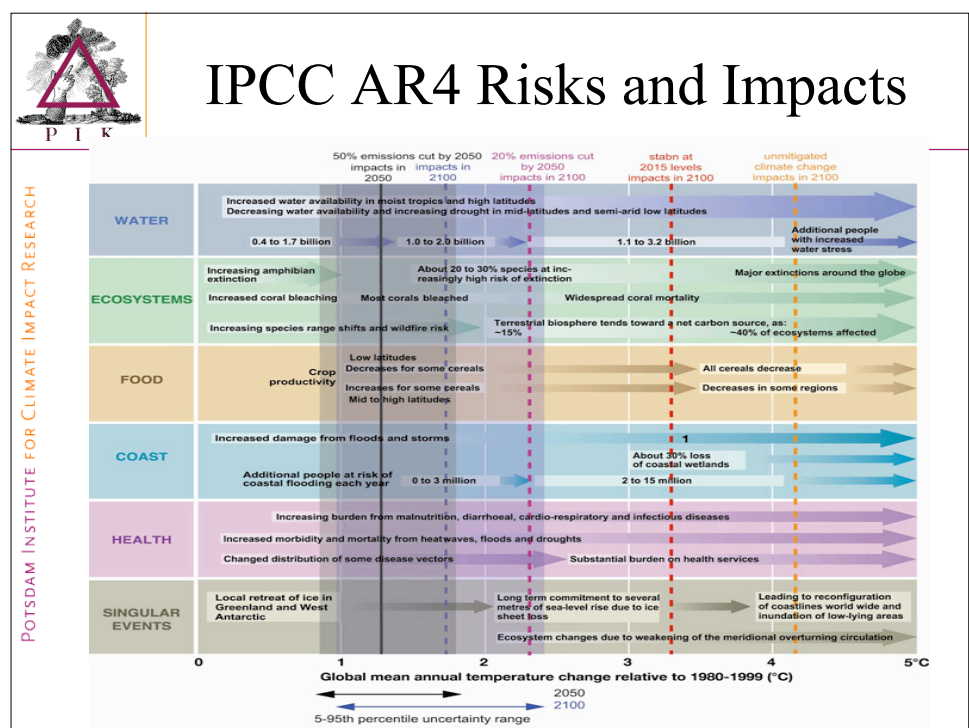 IPCC AR4 Risks and Impacts
P I K
POTSDAM INSTITUTE FOR CLIMATE IMPACT RESEARCH
50% emissions cut by 2050
impacts in
2050
impacts in
2100
20% emissions cut
by 2050
impacts in 2100
stabn at
2015 levels
impacts in 2100
unmitigated
climate change
impacts in 2100
WATER
Increased water availability in moist tropics and high latitudes
Decreasing water availability and increasing drought in mid-latitudes and semi-arid low latitudes
0.4 to 1.7 billion
1.0 to 2.0 billion
1.1 to 3.2 billion
Additional people
with increased
water stress
ECOSYSTEMS
Increasing amphibian
extinction
About 20 to 30% species at inc-
reasingly high risk of extinction
Major extinctions around the globe
Increased coral bleaching
Most corals bleached
Widespread coral mortality
Increasing species range shifts and wildfire risk
Terrestrial biosphere tends toward a net carbon source, as:
~15%
~40% of ecosystems affected
FOOD
Crop
productivity
Low latitudes
Decreases for some cereals
All cereals decrease
Increases for some cereals
Mid to high latitudes
Decreases in some regions
COAST
Increased damage from floods and storms
1
About 30% loss
of coastal wetlands
Additional people at risk of
coastal flooding each year
0 to 3 million
2 to 15 million
HEALTH
Increasing burden from malnutrition, diarrhoeal, cardio-respiratory and infectious diseases
Increased morbidity and mortality from heatwaves, floods and droughts
Changed distribution of some disease vectors
Substantial burden on health services
SINGULAR
EVENTS
Local retreat of ice in
Greenland and West
Antarctic
Long term commitment to several
metres of sea-level rise due to ice
sheet loss
Leading to reconfiguration
of coastlines world wide and
inundation of low-lying areas
Ecosystem changes due to weakening of the meridional overturning circulation
0 1 2 3 4 5°C
Global mean annual temperature change relative to 1980-1999 (°C)
2050
2100
5-95th percentile uncertainty range